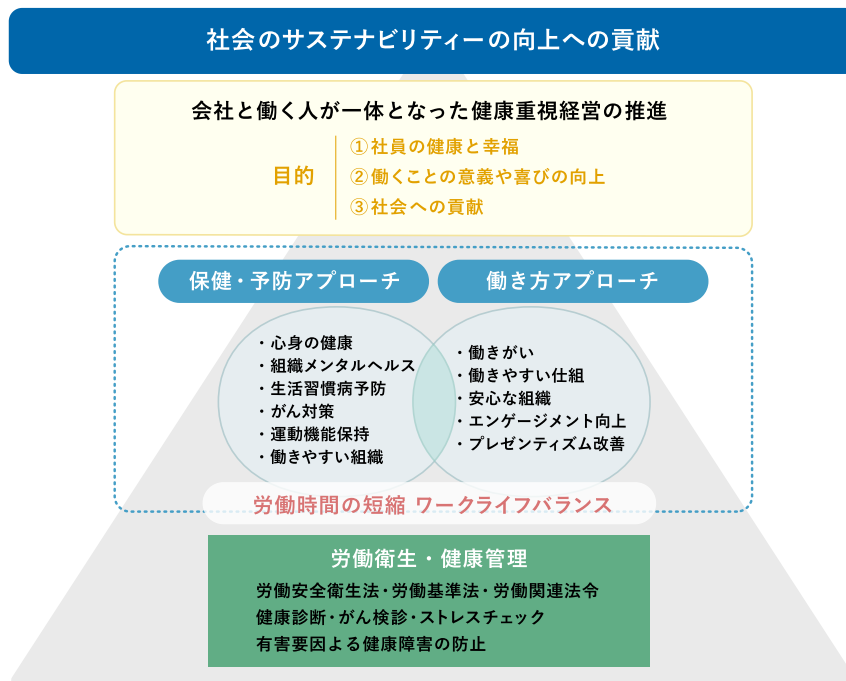 社会のサステナビリティーの向上への貢献
会社と働く人が一体となった健康重視経営の推進
目的
①社員の健康と幸福
②働くことの意義や喜びの向上
③社会への貢献
保健・予防アプローチ
・心身の健康
・組織メンタルヘルス
・生活習慣病予防
・がん対策
・運動機能保持
・働きやすい組織
働き方アプローチ
・働きがい
・働きやすい仕組
・安心な組織
・エンゲージメント向上
・プレゼンティズム改善
労働時間の短縮 ワークライフバランス
労働衛生・健康管理
労働安全衛生法・労働基準法・労働関連法令
健康診断・がん検診・ストレスチェック
有害要因よる健康障害の防止